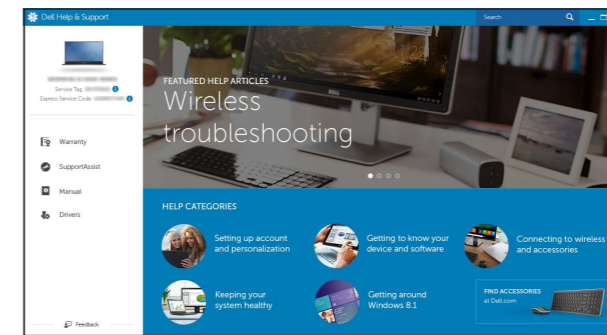 Dell Help & Support
Search
Service Tag
Express Service Code
Warranty
SupportAssist
Manual
Drivers
Feedback
FEATURED HELP ARTICLES
Wireless
troubleshooting
HELP CATEGORIES
Setting up account
and personalization
Getting to know your
device and software
Connecting to wireless
and accessories
Keeping your
system healthy
Getting around
Windows 8.1
FIND ACCESSORIES
at Dell.com